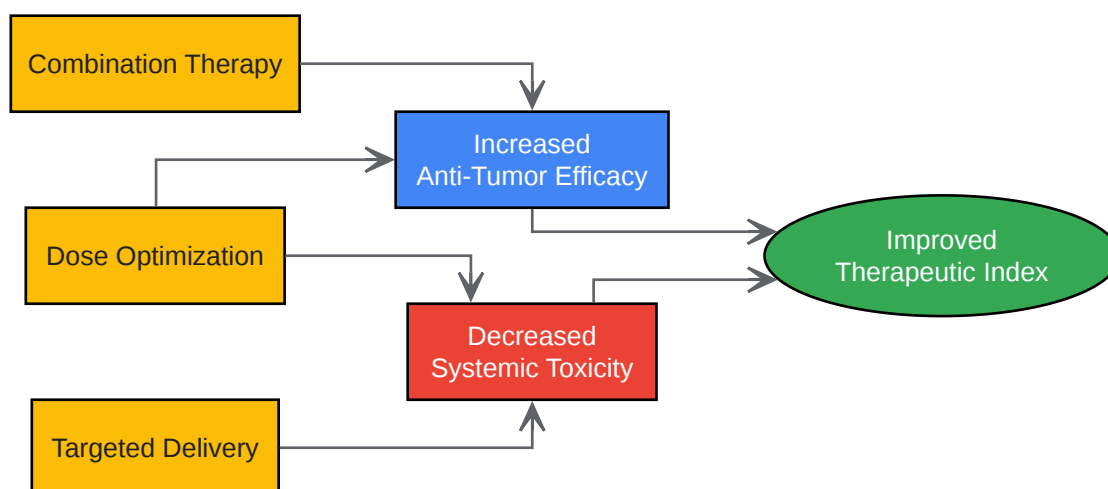 Combination Therapy
Increased
Anti-Tumor Efficacy
Dose Optimization
Improved
Therapeutic Index
Decreased
Systemic Toxicity
Targeted Delivery